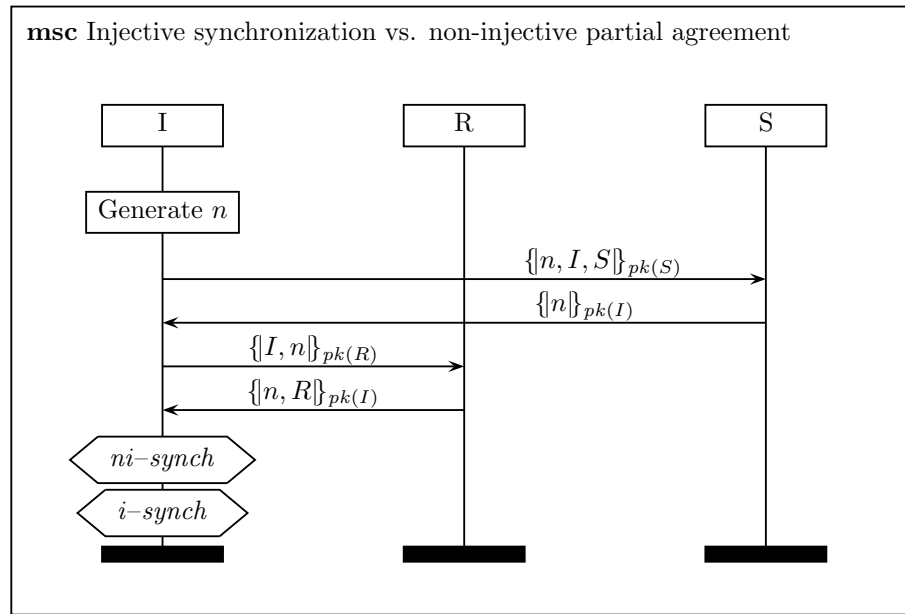 msc Injective synchronization vs. non-injective partial agreement
I R S
Generate n
{|n, I, S|}pk(S)
{|n|}pk(I)
{|I, n|}pk(R)
{|n, R|}pk(I)
ni–synch
i–synch